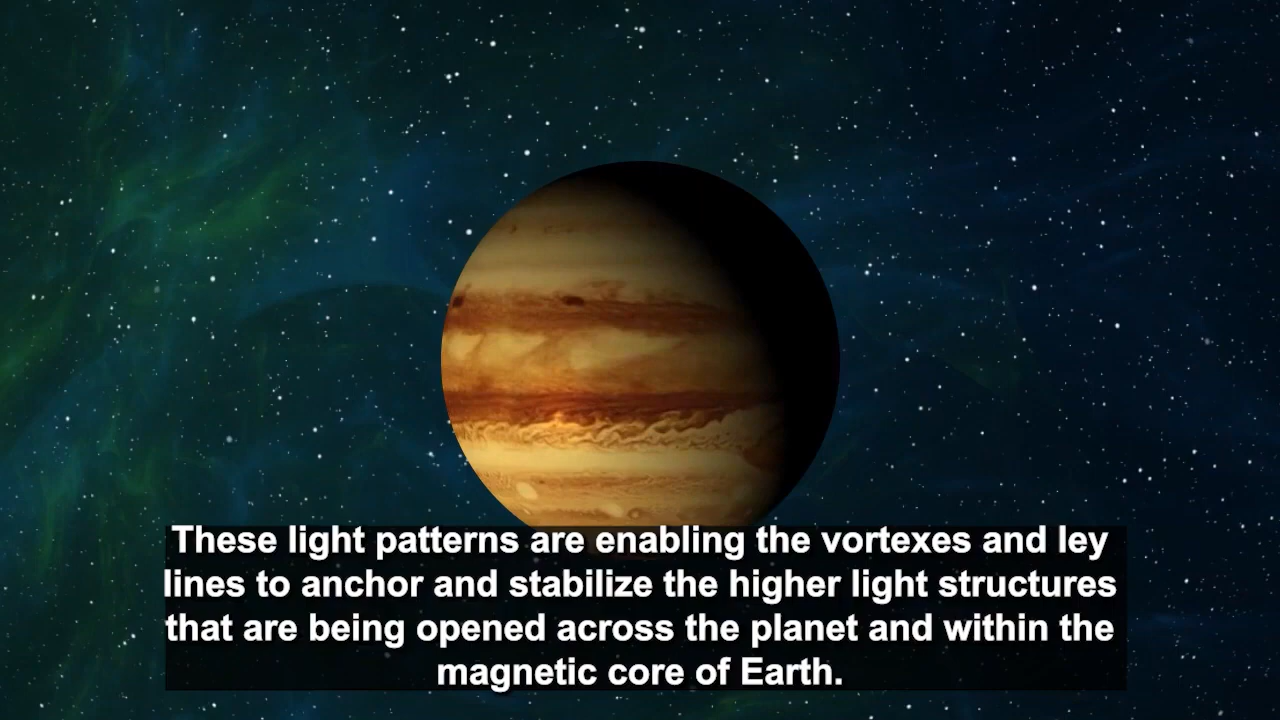 These light patterns are enabling the vortexes and ley
lines to anchor and stabilize the higher light structures
that are being opened across the planet and within the
magnetic core of Earth.